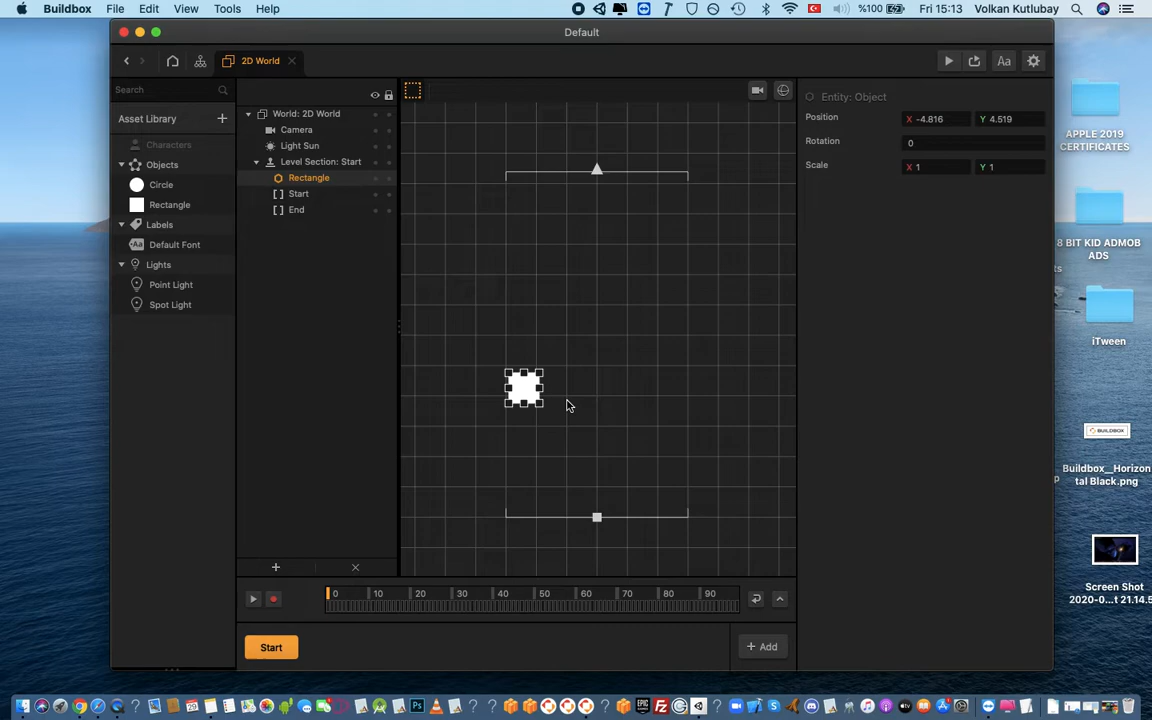 Buildbox File Edit View Tools Help %100 Fri 15:13 Volkan Kutlubay
Default
2D World
Aa
Search
Asset Library
Characters
Objects
Circle
Rectangle
Labels
Aa Default Font
Lights
Point Light
Spot Light
World: 2D World
Camera
Light Sun
Level Section: Start
Rectangle
Start
End
Entity: Object
Position X -4.816 Y 4.519
Rotation 0
Scale X 1 Y 1
0 10 20 30 40 50 60 70 80 90
Start
+ Add
APPLE 2019
CERTIFICATES
8 BIT KID ADMOB
ADS
iTween
BUILDBOX
Buildbox__Horizon
tal Black.png
Screen Shot
2020-0...t 21.14.5